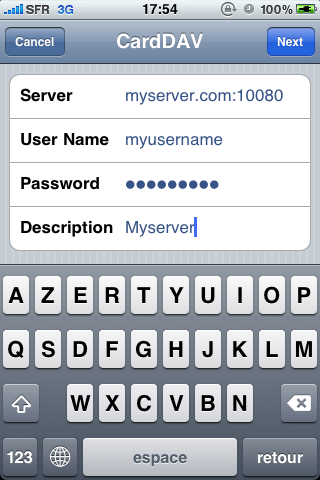 SFR 3G 17:54 100%
Cancel CardDAV Next
Server myserver.com:10080
User Name myusername
Password ●●●●●●●●●
Description Myserver
A Z E R T Y U I O P
Q S D F G H J K L M
W X C V B N
123 espace retour